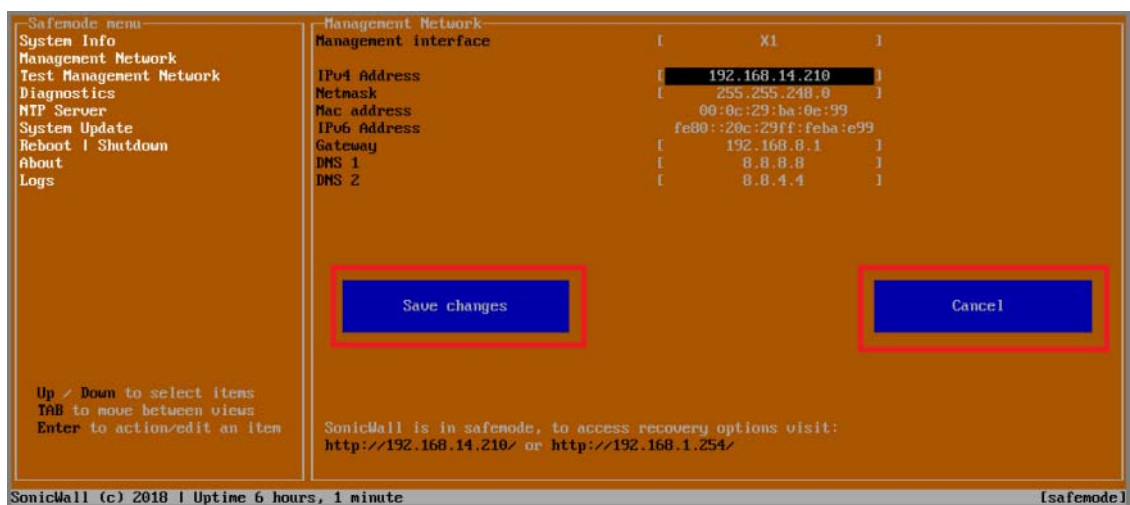 Safemode menu
System Info
Management Network
Test Management Network
Diagnostics
NTP Server
System Update
Reboot | Shutdown
About
Logs
Up / Down to select items
TAB to move between views
Enter to action/edit an item
Management Network
Management interface [ X1 ]
IPv4 Address [ 192.168.14.210 ]
Netmask [ 255.255.248.0 ]
Mac address 00:0c:29:ba:0e:99
IPv6 Address fe80::20c:29ff:feba:e99
Gateway [ 192.168.8.1 ]
DNS 1 [ 8.8.8.8 ]
DNS 2 [ 8.8.4.4 ]
Save changes
Cancel
SonicWall is in safemode, to access recovery options visit:
http://192.168.14.210/ or http://192.168.1.254/
SonicWall (c) 2018 | Uptime 6 hours, 1 minute [safemode]